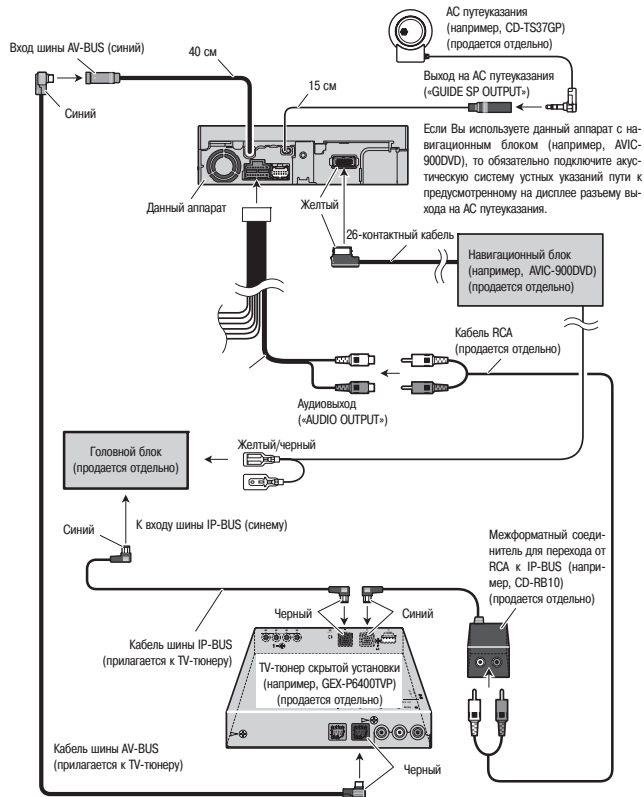 АС путеуказания
(например, CD-TS37GP)
(продается отдельно)
Вход шины AV-BUS (синий)
40 см
15 см
Выход на АС путеуказания
(«GUIDE SP OUTPUT»)
Синий
Если Вы используете данный аппарат с на-
вигационным блоком (например, AVIC-
900DVD), то обязательно подключите акус-
тическую систему устных указаний пути к
предусмотренному на дисплее разъему вы-
хода на АС путеуказания.
Данный аппарат
Желтый
26-контактный кабель
Навигационный блок
(например, AVIC-900DVD)
(продается отдельно)
Кабель RCA
(продается отдельно)
Аудиовыход
(«AUDIO OUTPUT»)
Головной блок
(продается отдельно)
Желтый/черный
Синий
К входу шины IP-BUS (синему)
Межформатный соеди-
нитель для перехода от
RCA к IP-BUS (напри-
мер, CD-RB10)
(продается отдельно)
Черный
Синий
Кабель шины IP-BUS
(прилагается к TV-тюнеру)
TV-тюнер скрытой установки
(например, GEX-P6400TVP)
(продается отдельно)
Кабель шины AV-BUS
(прилагается к TV-тюнеру)
Черный